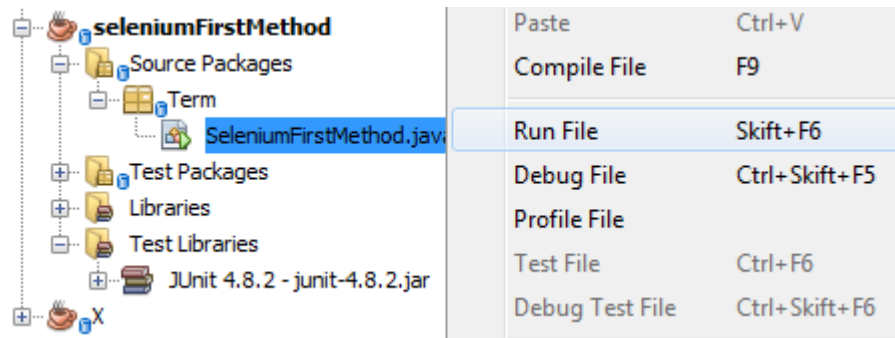 seleniumFirstMethod
Source Packages
Term
SeleniumFirstMethod.java
Test Packages
Libraries
Test Libraries
JUnit 4.8.2 - junit-4.8.2.jar
X
Paste Ctrl+V
Compile File F9
Run File Skift+F6
Debug File Ctrl+Skift+F5
Profile File
Test File Ctrl+F6
Debug Test File Ctrl+Skift+F6